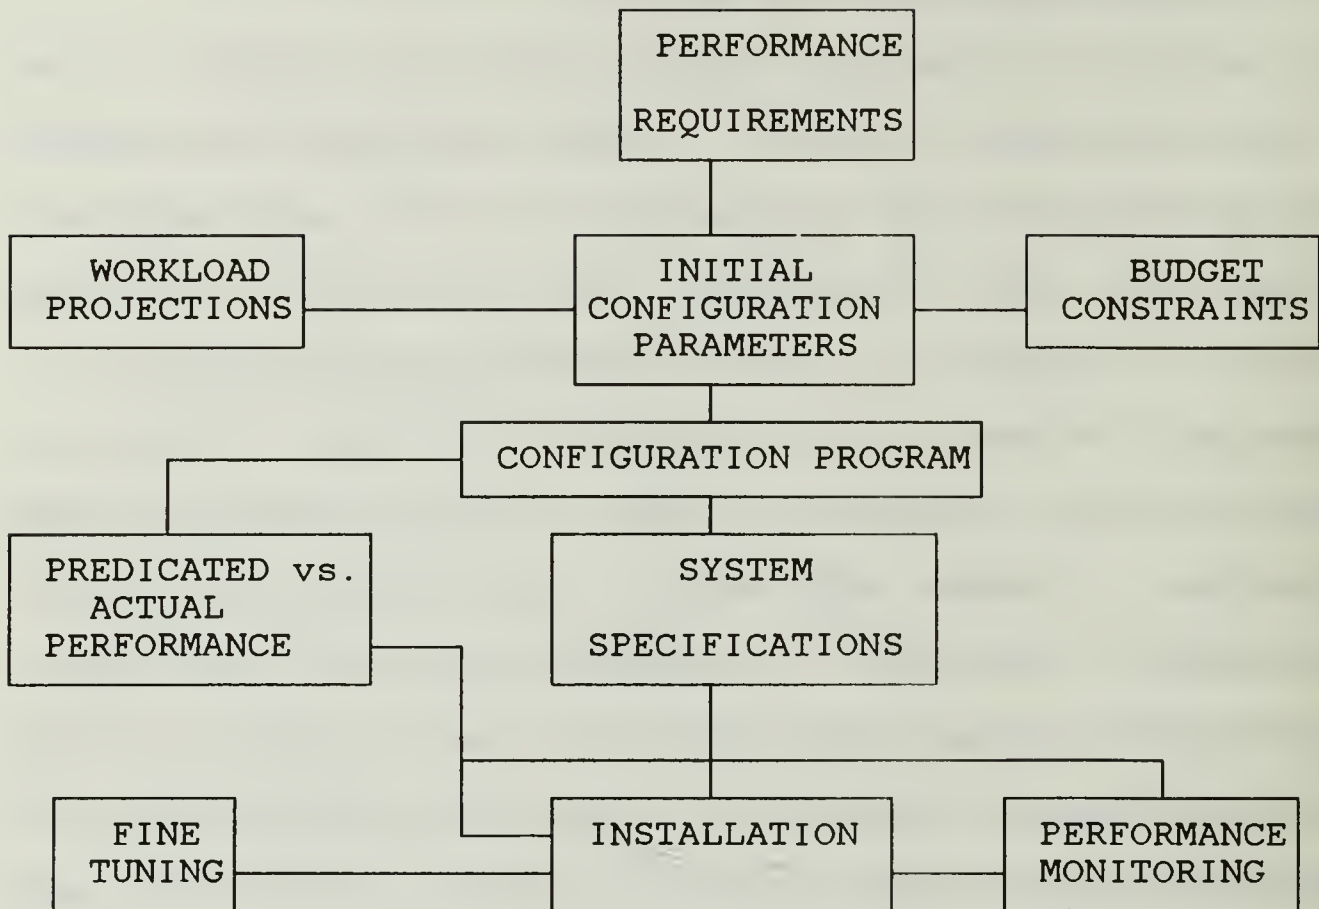 PERFORMANCE
REQUIREMENTS
WORKLOAD
PROJECTIONS
INITIAL
CONFIGURATION
PARAMETERS
BUDGET
CONSTRAINTS
CONFIGURATION PROGRAM
PREDICATED vs.
ACTUAL
PERFORMANCE
SYSTEM
SPECIFICATIONS
FINE
TUNING
INSTALLATION
PERFORMANCE
MONITORING